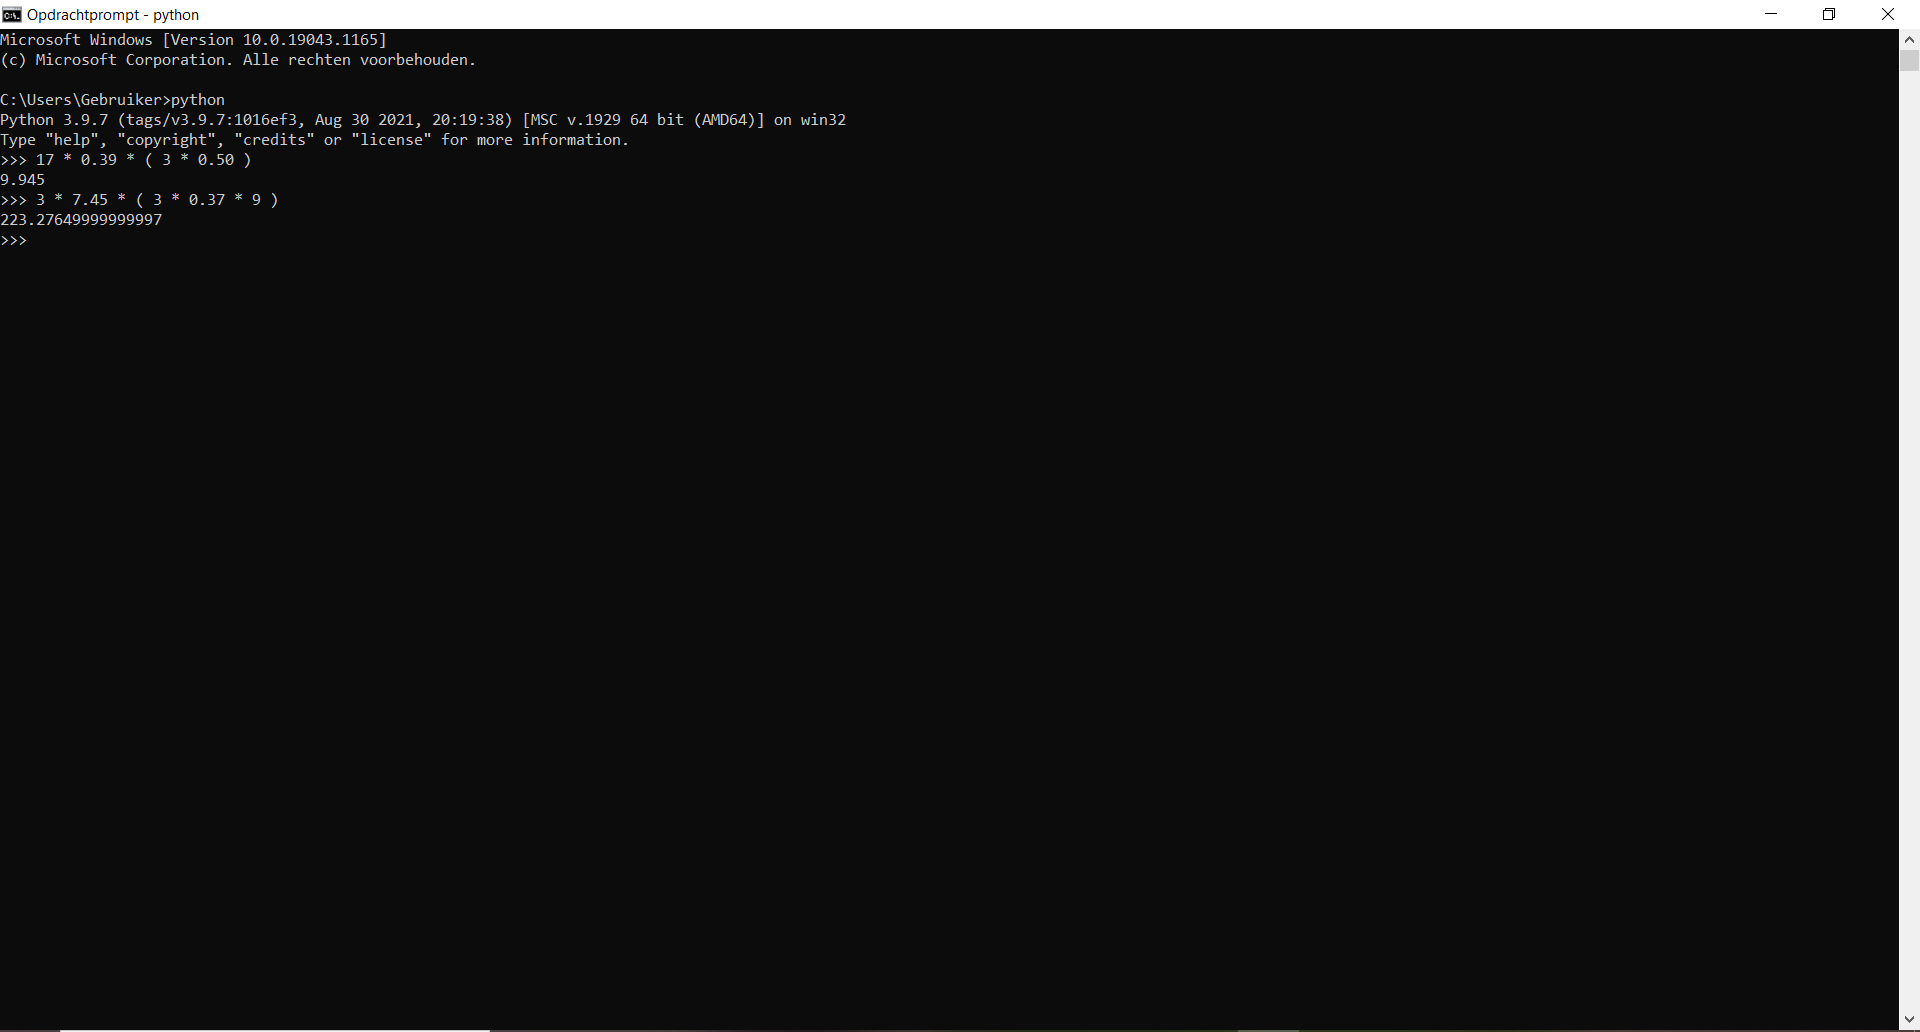 Opdrachtprompt - python
Microsoft Windows [Version 10.0.19043.1165]
(c) Microsoft Corporation. Alle rechten voorbehouden.
C:\Users\Gebruiker>python
Python 3.9.7 (tags/v3.9.7:1016ef3, Aug 30 2021, 20:19:38) [MSC v.1929 64 bit (AMD64)] on win32
Type "help", "copyright", "credits" or "license" for more information.
>>> 17 * 0.39 * ( 3 * 0.50 )
9.945
>>> 3 * 7.45 * ( 3 * 0.37 * 9 )
223.27649999999997
>>>